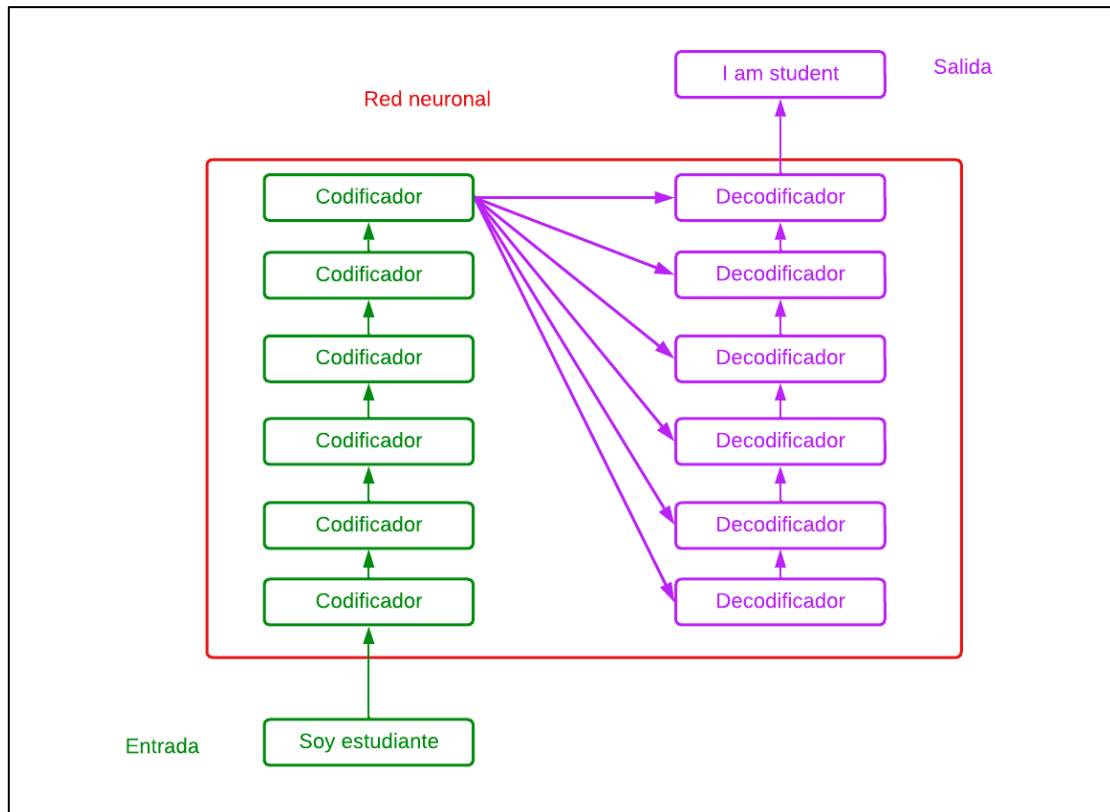 I am student
Salida
Red neuronal
Codificador
Decodificador
Codificador
Decodificador
Codificador
Decodificador
Codificador
Decodificador
Codificador
Decodificador
Codificador
Decodificador
Entrada
Soy estudiante